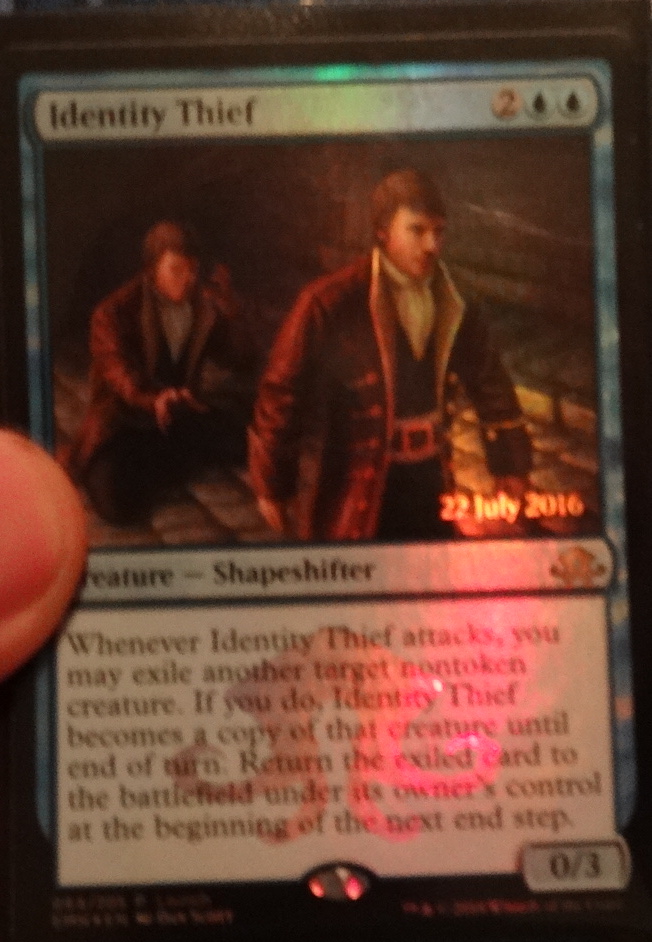 Identity Thief 2
22 July 2016
reature — Shapeshifter
Whenever Identity Thief attacks, you
may exile another target nontoken
creature. If you do, Identity Thief
becomes a copy of that creature until
end of turn. Return the exiled card to
the battlefield under its owner's control
at the beginning of the next end step.
0/3